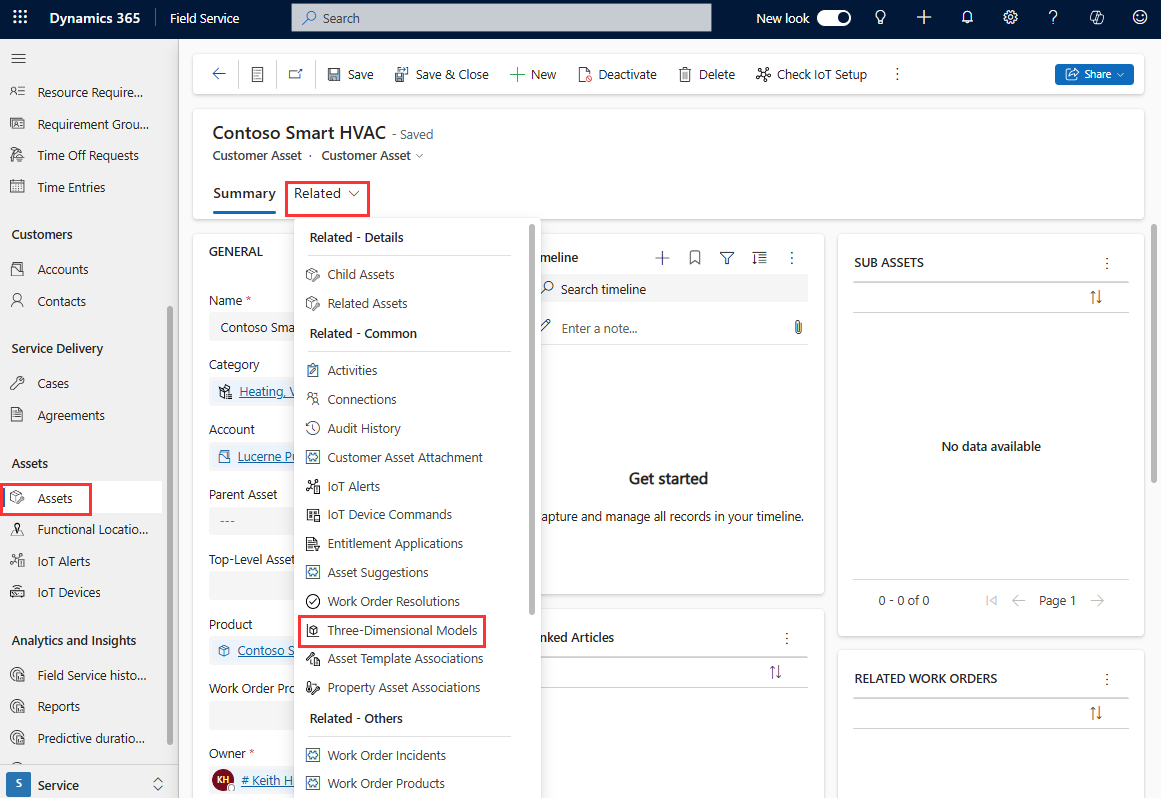 Dynamics 365
Field Service
Search
New look
Resource Require...
Requirement Grou...
Time Off Requests
Time Entries
Customers
Accounts
Contacts
Service Delivery
Cases
Agreements
Assets
Assets
Functional Locatio...
IoT Alerts
IoT Devices
Analytics and Insights
Field Service histo...
Reports
Predictive duratio...
S
Service
Save
Save & Close
New
Deactivate
Delete
Check IoT Setup
Share
Contoso Smart HVAC - Saved
Customer Asset · Customer Asset
Summary
Related
GENERAL
Name *
Contoso Sma
Category
Heating, V
Account
Lucerne Pu
Parent Asset
---
Top-Level Asset
Product
Contoso S
Work Order Pro
Owner *
KH
# Keith H
Related - Details
Child Assets
Related Assets
Related - Common
Activities
Connections
Audit History
Customer Asset Attachment
IoT Alerts
IoT Device Commands
Entitlement Applications
Asset Suggestions
Work Order Resolutions
Three-Dimensional Models
Asset Template Associations
Property Asset Associations
Related - Others
Work Order Incidents
Work Order Products
meline
Search timeline
Enter a note...
Get started
apture and manage all records in your timeline.
nked Articles
SUB ASSETS
No data available
0 - 0 of 0
Page 1
RELATED WORK ORDERS